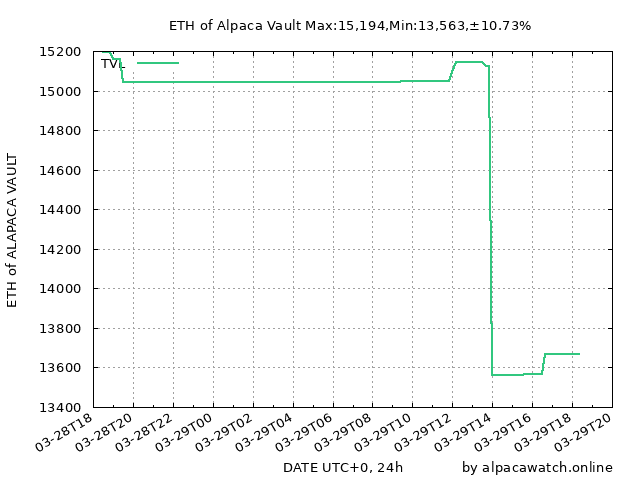 ETH of Alpaca Vault Max:15,194,Min:13,563,±10.73%
15200
TVL
15000
14800
14600
14400
14200
14000
13800
13600
13400
ETH of ALAPACA VAULT
03-28T18
03-28T20
03-28T22
03-29T00
03-29T02
03-29T04
03-29T06
03-29T08
03-29T10
03-29T12
03-29T14
03-29T16
03-29T18
03-29T20
DATE UTC+0, 24h
by alpacawatch.online